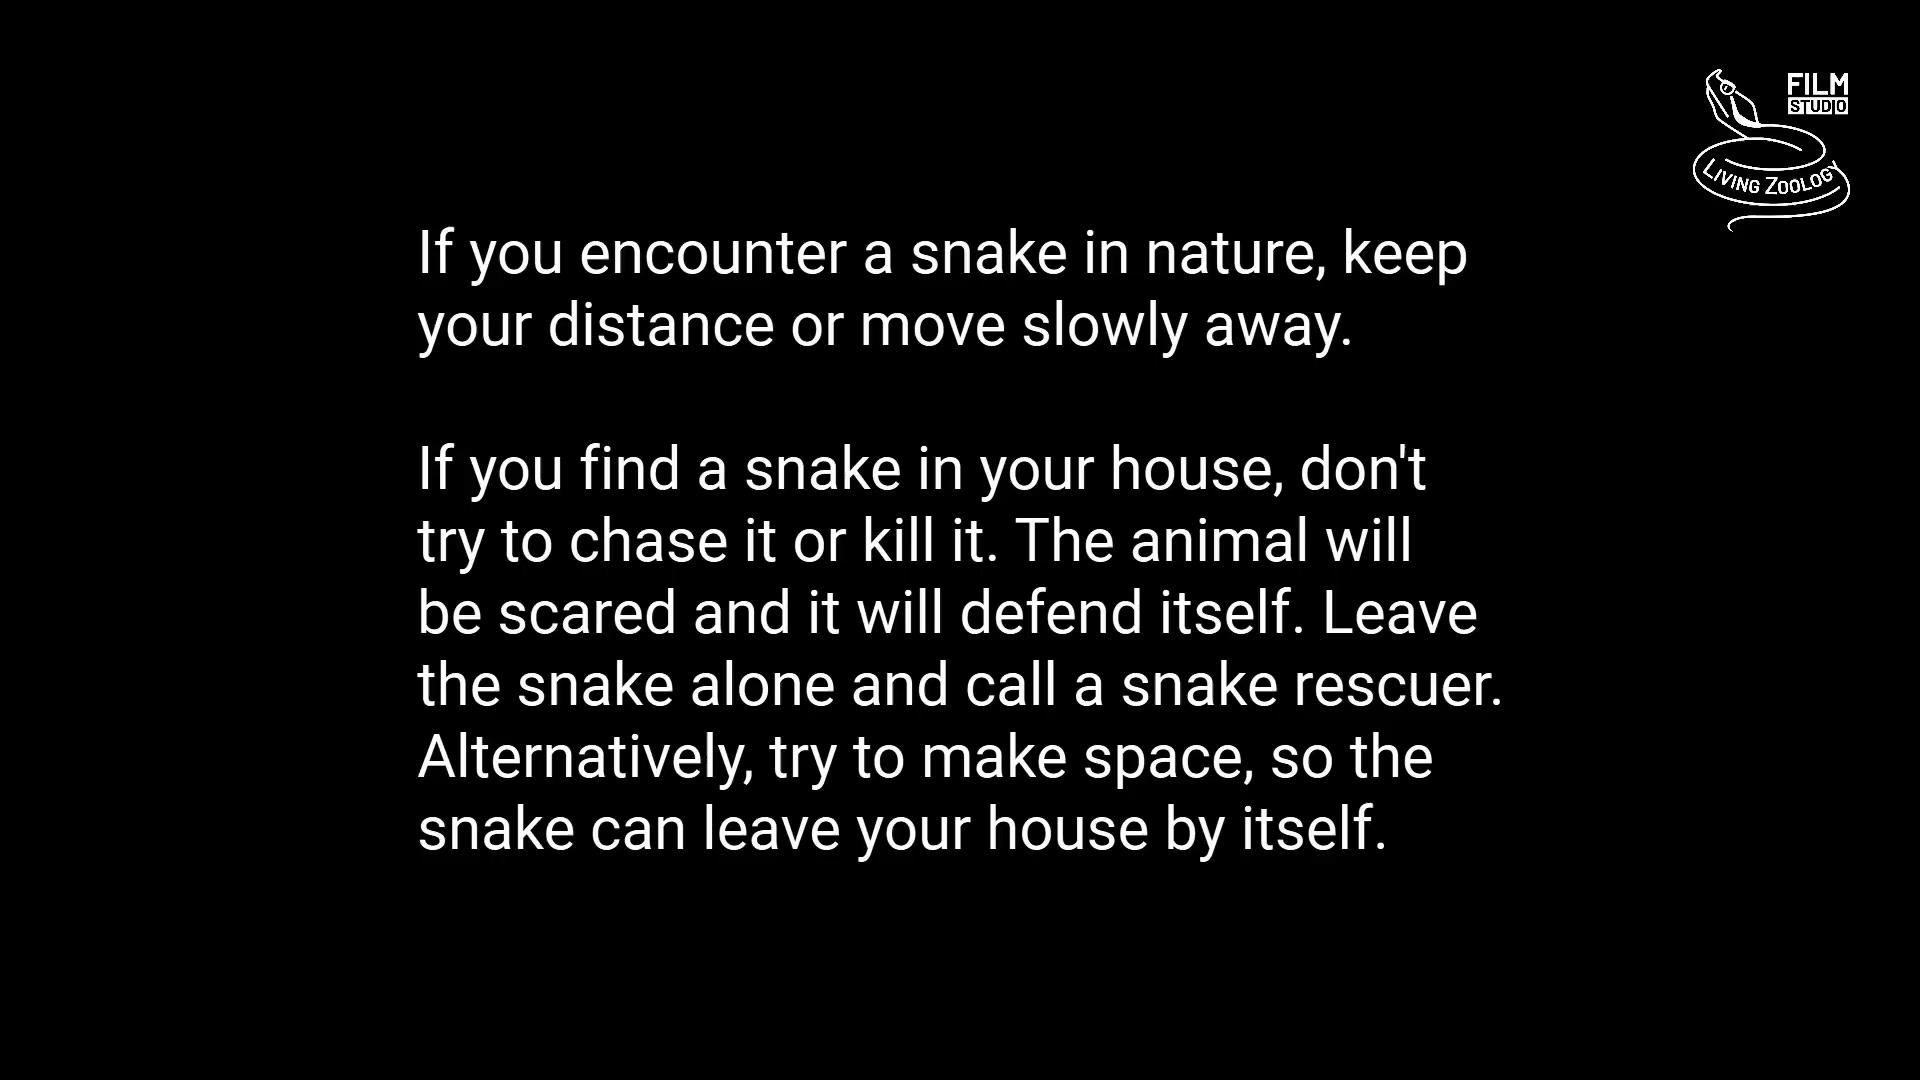 FILM
STUDIO
LIVING ZOOLOGY
If you encounter a snake in nature, keep
your distance or move slowly away.
If you find a snake in your house, don't
try to chase it or kill it. The animal will
be scared and it will defend itself. Leave
the snake alone and call a snake rescuer.
Alternatively, try to make space, so the
snake can leave your house by itself.